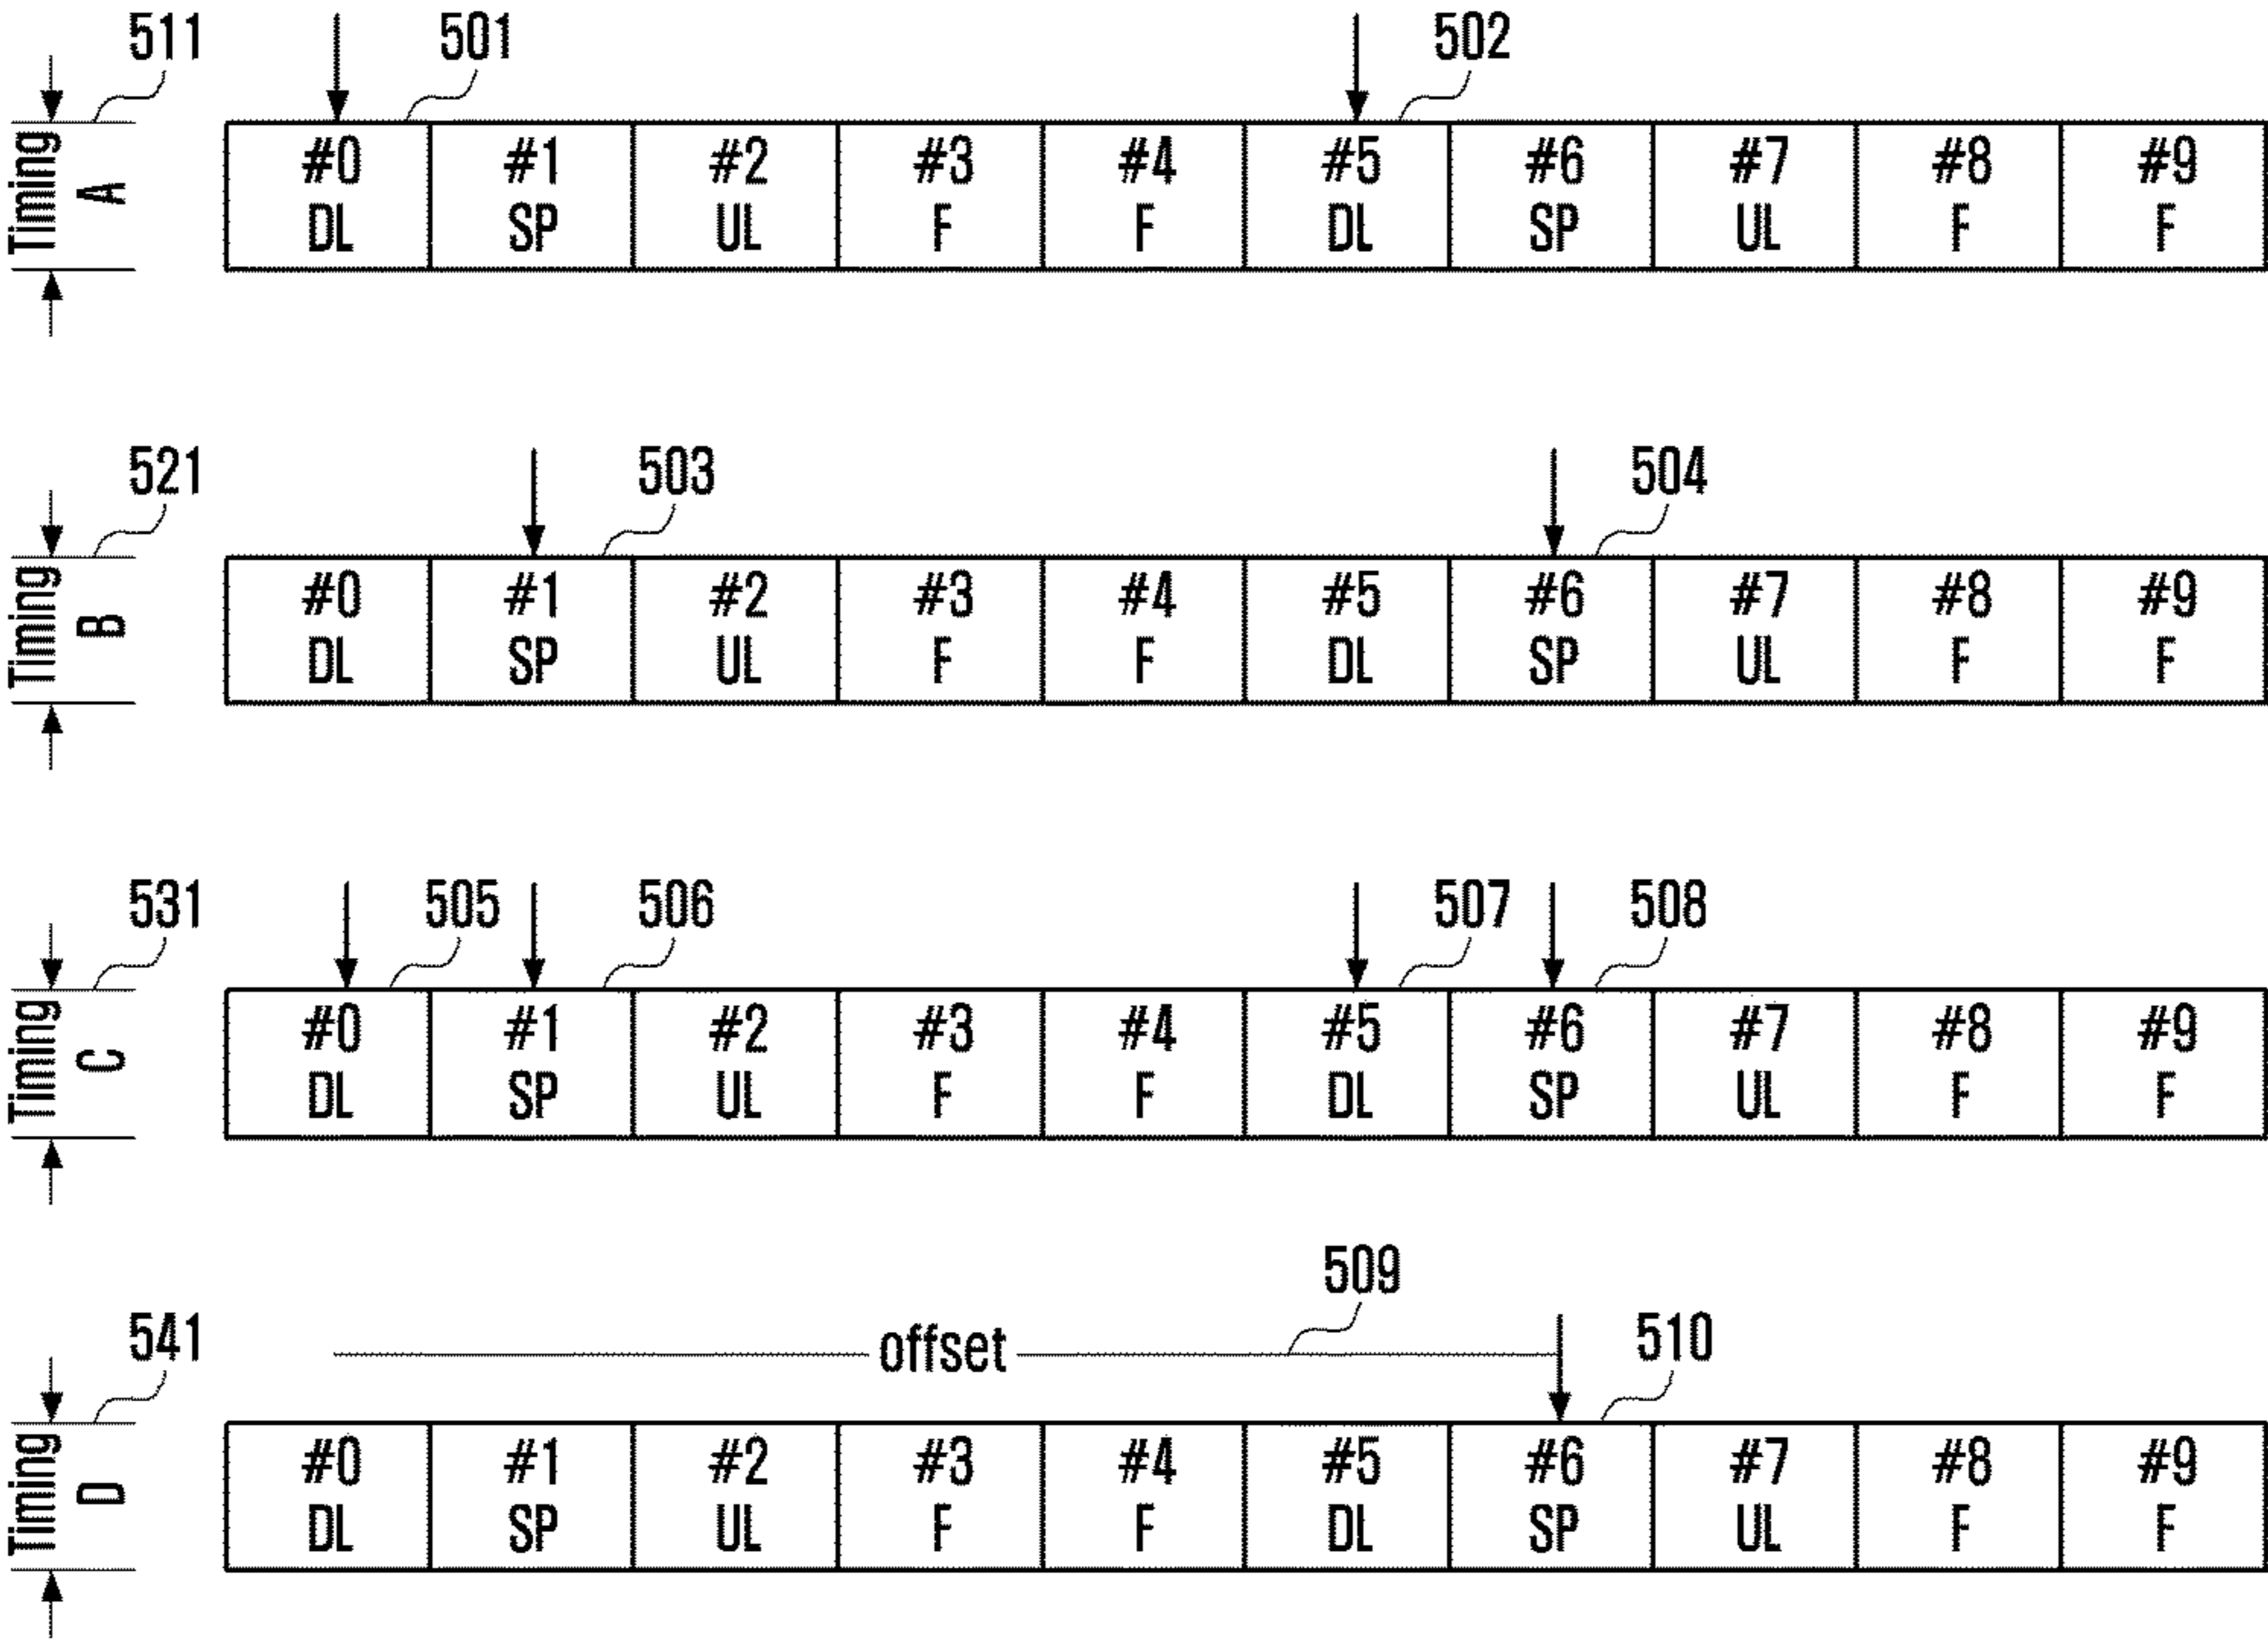 511 501 502
Timing A
#0 #1 #2 #3 #4 #5 #6 #7 #8 #9
DL SP UL F F DL SP UL F F
521 503 504
Timing B
#0 #1 #2 #3 #4 #5 #6 #7 #8 #9
DL SP UL F F DL SP UL F F
531 505 506 507 508
Timing C
#0 #1 #2 #3 #4 #5 #6 #7 #8 #9
DL SP UL F F DL SP UL F F
509
541 offset 510
Timing D
#0 #1 #2 #3 #4 #5 #6 #7 #8 #9
DL SP UL F F DL SP UL F F